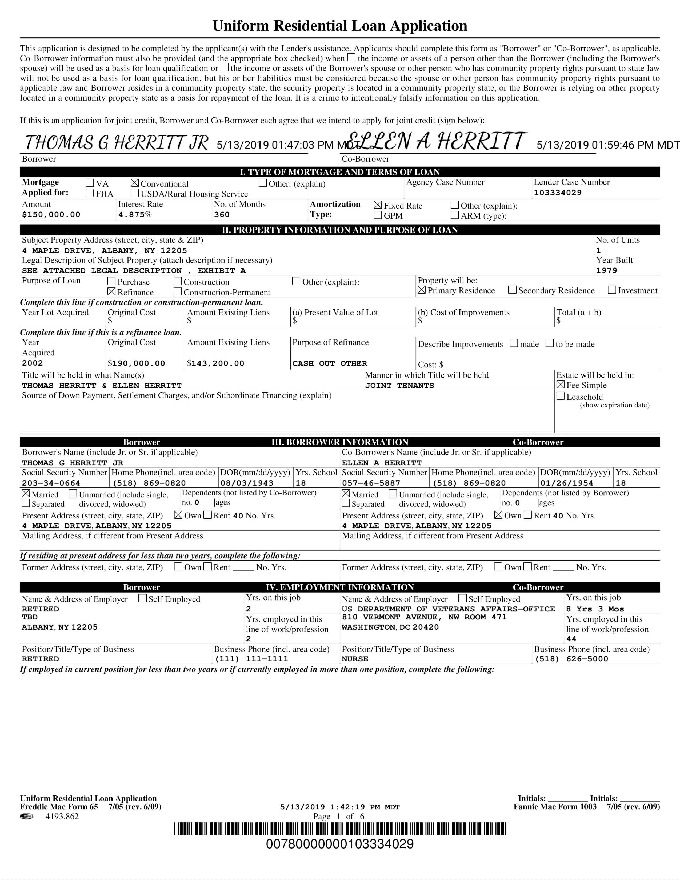 Uniform Residential Loan Application
This application is designed to be completed by the applicant(s) with the Lender's assistance. Applicants should complete this form as "Borrower" or "Co-Borrower", as applicable.
Co-Borrower information must also be provided (and the appropriate box checked) when the income or assets of a person other than the Borrower (including the Borrower's
spouse) will be used as a basis for loan qualification or the income or assets of the Borrower's spouse or other person who has community property rights pursuant to state law
will not be used as a basis for loan qualification, but his or her liabilities must be considered because the spouse or other person has community property rights pursuant to
applicable law and Borrower resides in a community property state, the security property is located in a community property state, or the Borrower is relying on other property
located in a community property state as a basis for repayment of the loan. It is a crime to intentionally falsify information on this application.
If this is an application for joint credit, Borrower and Co-Borrower each agree that we intend to apply for joint credit (sign below):
THOMAS G HERRITT JR 5/13/2019 01:47:03 PM ELLEN A HERRITT 5/13/2019 01:59:46 PM MDT
Borrower Co-Borrower
I. TYPE OF MORTGAGE AND TERMS OF LOAN
Mortgage VA Conventional Other: (explain) Agency Case Number Lender Case Number
Applied for: FHA USDA/Rural Housing Service 103334029
Amount Interest Rate No. of Months Amortization Fixed Rate Other (explain):
$150,000.00 4.875% 360 Type: GPM ARM (type):
II. PROPERTY INFORMATION AND PURPOSE OF LOAN
Subject Property Address (street, city, state & ZIP) No. of Units
4 MAPLE DRIVE, ALBANY, NY 12205 1
Legal Description of Subject Property (attach description if necessary) Year Built
SEE ATTACHED LEGAL DESCRIPTION , EXHIBIT A 1979
Purpose of Loan Purchase Construction Other (explain): Property will be:
Refinance Construction-Permanent Primary Residence Secondary Residence Investment
Complete this line if construction or construction-permanent loan.
Year Lot Acquired Original Cost Amount Existing Liens (a) Present Value of Lot (b) Cost of Improvements Total (a + b)
$ $ $ $ $
Complete this line if this is a refinance loan.
Year Original Cost Amount Existing Liens Purpose of Refinance Describe Improvements made to be made
Acquired
2002 $190,000.00 $143,200.00 CASH OUT OTHER Cost: $
Title will be held in what Name(s) Manner in which Title will be held Estate will be held in:
THOMAS HERRITT & ELLEN HERRITT JOINT TENANTS Fee Simple
Source of Down Payment, Settlement Charges, and/or Subordinate Financing (explain) Leasehold
(show expiration date)
Borrower III. BORROWER INFORMATION Co-Borrower
Borrower's Name (include Jr. or Sr. if applicable) Co-Borrower's Name (include Jr. or Sr. if applicable)
THOMAS G HERRITT JR ELLEN A HERRITT
Social Security Number Home Phone(incl. area code) DOB(mm/dd/yyyy) Yrs. School Social Security Number Home Phone(incl. area code) DOB(mm/dd/yyyy) Yrs. School
203-34-0664 (518) 869-0820 08/03/1943 18 057-46-5887 (518) 869-0820 01/26/1954 18
Married Unmarried (include single, Dependents (not listed by Co-Borrower) Married Unmarried (include single, Dependents (not listed by Borrower)
Separated divorced, widowed) no. 0 ages Separated divorced, widowed) no. 0 ages
Present Address (street, city, state, ZIP) Own Rent 40 No. Yrs. Present Address (street, city, state, ZIP) Own Rent 40 No. Yrs.
4 MAPLE DRIVE, ALBANY, NY 12205 4 MAPLE DRIVE, ALBANY, NY 12205
Mailing Address, if different from Present Address Mailing Address, if different from Present Address
If residing at present address for less than two years, complete the following:
Former Address (street, city, state, ZIP) Own Rent ____ No. Yrs. Former Address (street, city, state, ZIP) Own Rent ____ No. Yrs.
Borrower IV. EMPLOYMENT INFORMATION Co-Borrower
Name & Address of Employer Self Employed Yrs. on this job Name & Address of Employer Self Employed Yrs. on this job
RETIRED 2 US DEPARTMENT OF VETERANS AFFAIRS-OFFICE 8 Yrs 3 Mos
TBD Yrs. employed in this 810 VERMONT AVENUE, NW ROOM 471 Yrs. employed in this
ALBANY, NY 12205 line of work/profession WASHINGTON, DC 20420 line of work/profession
2 44
Position/Title/Type of Business Business Phone (incl. area code) Position/Title/Type of Business Business Phone (incl. area code)
RETIRED (111) 111-1111 NURSE (518) 626-5000
If employed in current position for less than two years or if currently employed in more than one position, complete the following:
Uniform Residential Loan Application Initials: ________ Initials: ________
Freddie Mac Form 65 7/05 (rev. 6/09) 5/13/2019 1:42:19 PM MDT Fannie Mae Form 1003 7/05 (rev. 6/09)
4193.862 Page 1 of 6
00780000000103334029